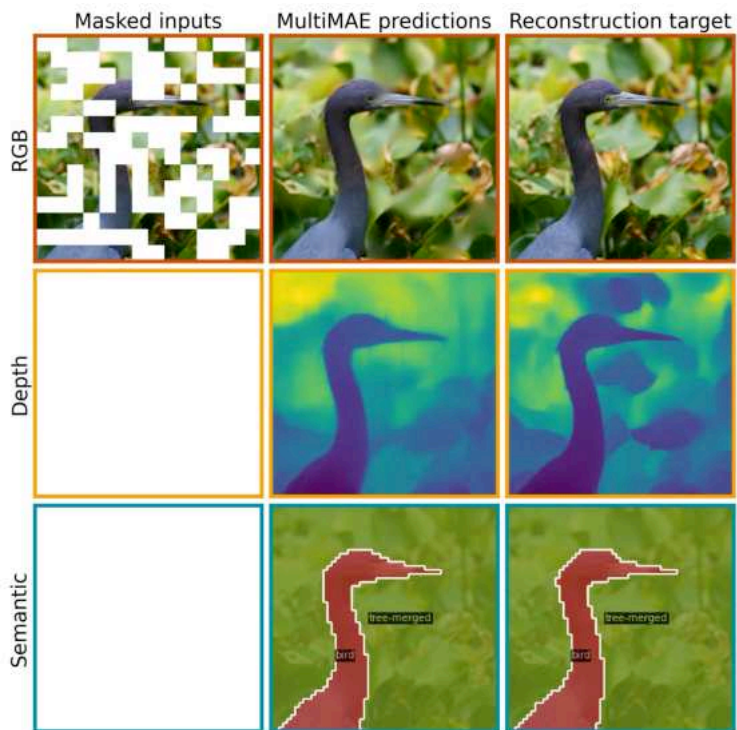 Masked inputs
MultiMAE predictions
Reconstruction target
RGB
Depth
Semantic
tree-merged
bird
tree-merged
bird